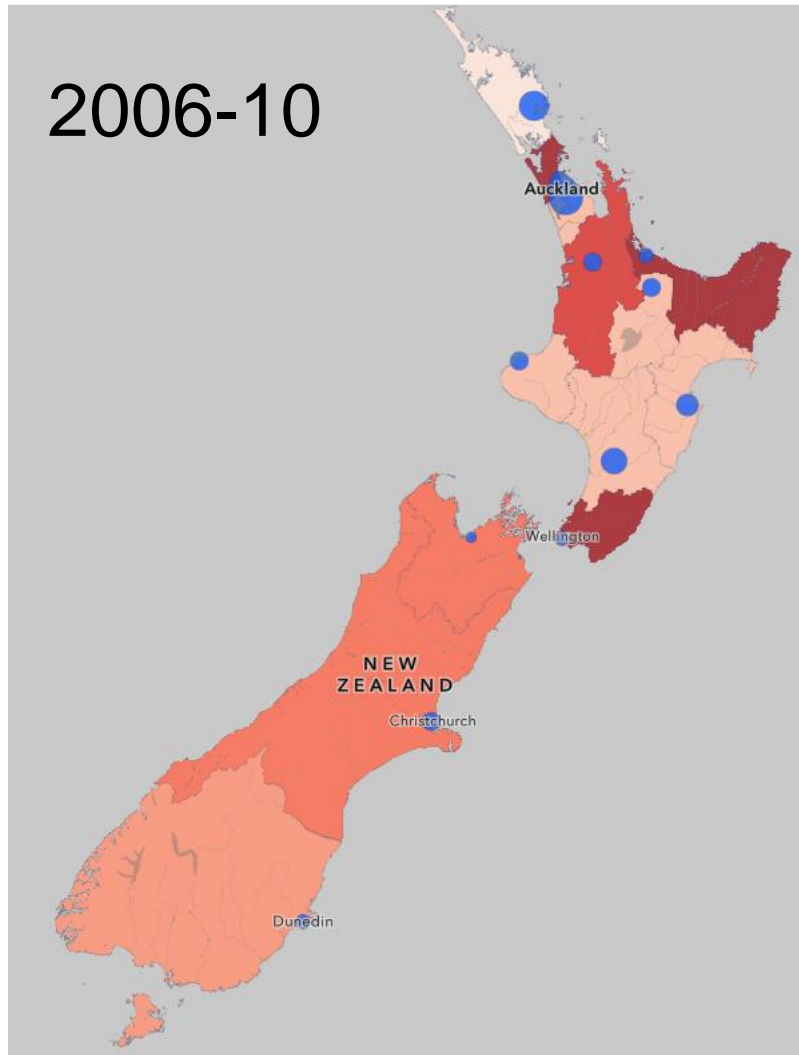 2006-10
Auckland
Wellington
NEW
ZEALAND
Christchurch
Dunedin